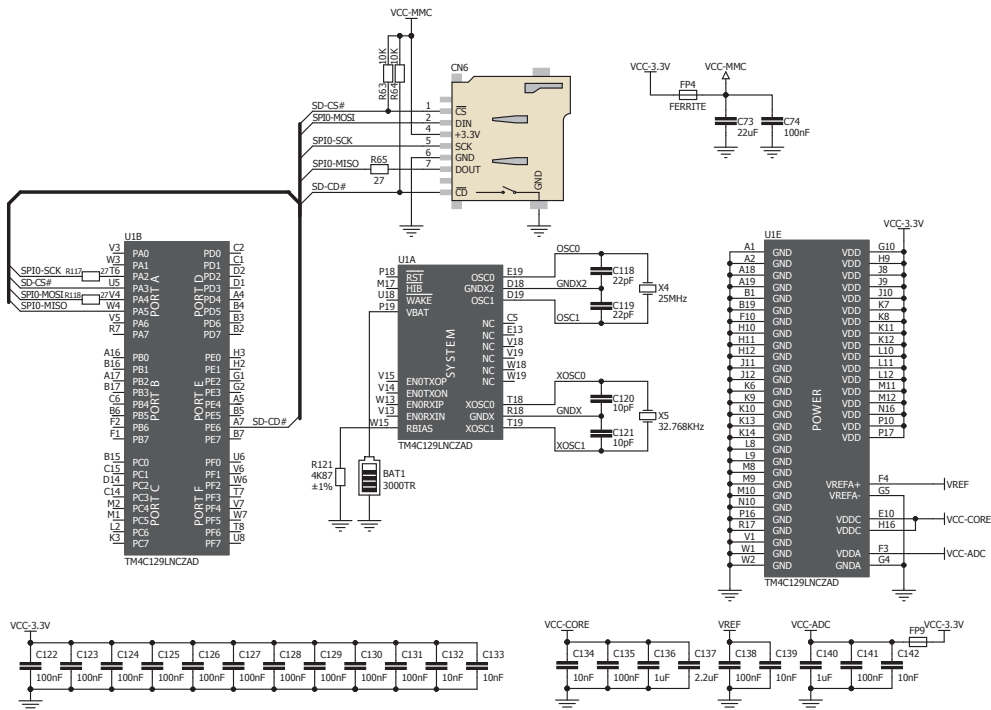 VCC-MMC
R63 10K
R64 10K
CN6
SD-CS# 1 CS
SPI0-MOSI 2 DIN
4 +3.3V
SPI0-SCK 5 SCK
6 GND
SPI0-MISO R65 27 7 DOUT
SD-CD# CD
GND
VCC-3.3V
FP4
FERRITE
VCC-MMC
C73
22uF
C74
100nF
U1B
V3 PA0 PD0 C2
W3 PA1 PD1 C1
SPI0-SCK R117 27 T6 PA2 PD2 D2
SD-CS# U5 PA3 PD3 D1
SPI0-MOSI R118 27 V4 PA4 PD4 A4
SPI0-MISO W4 PA5 PD5 B4
V5 PA6 PD6 B3
R7 PA7 PD7 B2
PORT A
PORT D
A16 PB0 PE0 H3
B16 PB1 PE1 H2
A17 PB2 PE2 G1
B17 PB3 PE3 G2
C6 PB4 PE4 A5
B6 PB5 PE5 B5
F2 PB6 PE6 A7 SD-CD#
F1 PB7 PE7 B7
PORT B
PORT E
B15 PC0 PF0 U6
C15 PC1 PF1 V6
D14 PC2 PF2 W6
C14 PC3 PF3 T7
M2 PC4 PF4 V7
M1 PC5 PF5 W7
L2 PC6 PF6 T8
K3 PC7 PF7 U8
PORT C
PORT F
TM4C129LNCZAD
U1A
P18 RST OSC0 E19 OSC0
M17 HIB GNDX2 D18 GNDX2
U18 WAKE OSC1 D19 OSC1
P19 VBAT
NC C5
NC E13
NC V18
NC V19
NC W18
NC W19
SYSTEM
V15 EN0TXOP
V14 EN0TXON
W13 EN0RXIP XOSC0 T18 XOSC0
V13 EN0RXIN GNDX R18 GNDX
W15 RBIAS XOSC1 T19 XOSC1
TM4C129LNCZAD
C118
22pF
C119
22pF
X4
25MHz
C120
10pF
C121
10pF
X5
32.768KHz
R121
4K87
±1%
BAT1
3000TR
U1E
VCC-3.3V
A1 GND VDD G10
A2 GND VDD H9
A18 GND VDD J8
A19 GND VDD J9
B1 GND VDD J10
B19 GND VDD K7
F10 GND VDD K8
H10 GND VDD K11
H11 GND VDD K12
H12 GND VDD L10
J11 GND VDD L11
J12 GND VDD L12
K6 GND VDD M11
K9 GND VDD M12
K10 GND VDD N16
K13 GND VDD P10
K14 GND VDD P17
L8 GND
L9 GND
M8 GND
M9 GND VREFA+ F4 VREF
M10 GND VREFA- G5
N10 GND
P16 GND VDDC E10 VCC-CORE
R17 GND VDDC H16
V1 GND
W1 GND VDDA F3 VCC-ADC
W2 GND GNDA G4
POWER
TM4C129LNCZAD
VCC-3.3V
C122 100nF
C123 100nF
C124 100nF
C125 100nF
C126 100nF
C127 100nF
C128 100nF
C129 100nF
C130 100nF
C131 100nF
C132 10nF
C133 10nF
VCC-CORE
C134 10nF
C135 100nF
C136 1uF
C137 2.2uF
VREF
C138 100nF
C139 10nF
VCC-ADC
C140 1uF
C141 100nF
C142 10nF
FP9
VCC-3.3V